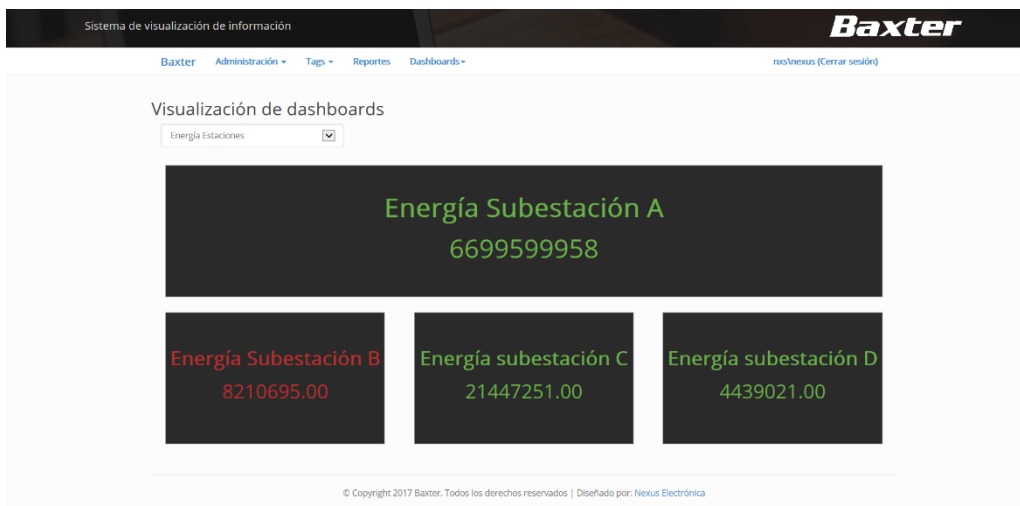 Sistema de visualización de información
Baxter
Baxter Administración Tags Reportes Dashboards nxs\nexus (Cerrar sesión)
Visualización de dashboards
Energía Estaciones
Energía Subestación A
6699599958
Energía Subestación B
8210695.00
Energía subestación C
21447251.00
Energía subestación D
4439021.00
© Copyright 2017 Baxter. Todos los derechos reservados | Diseñado por: Nexus Electrónica